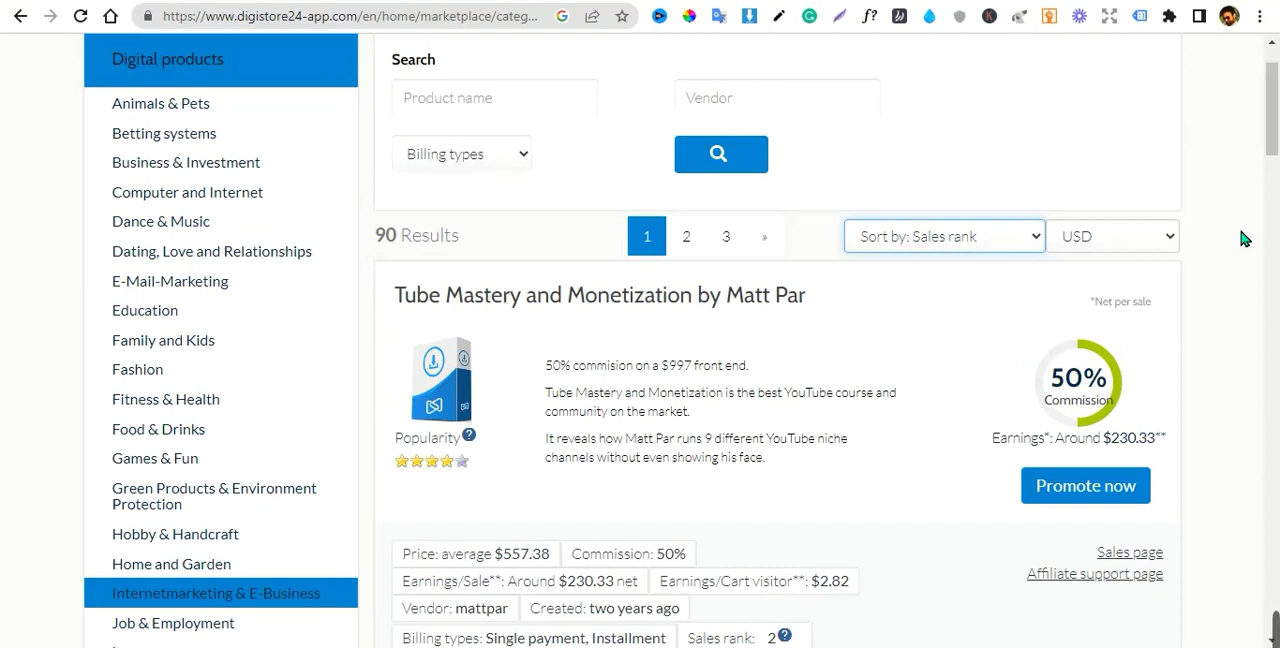 https://www.digistore24-app.com/en/home/marketplace/categ...
Digital products
Animals & Pets
Betting systems
Business & Investment
Computer and Internet
Dance & Music
Dating, Love and Relationships
E-Mail-Marketing
Education
Family and Kids
Fashion
Fitness & Health
Food & Drinks
Games & Fun
Green Products & Environment
Protection
Hobby & Handcraft
Home and Garden
Internetmarketing & E-Business
Job & Employment
Search
Product name Vendor
Billing types
90 Results 1 2 3 » Sort by: Sales rank USD
Tube Mastery and Monetization by Matt Par
*Net per sale
50% commision on a $997 front end.
Tube Mastery and Monetization is the best YouTube course and
community on the market.
It reveals how Matt Par runs 9 different YouTube niche
channels without even showing his face.
Popularity ?
50%
Commission
Earnings*: Around $230.33**
Promote now
Price: average $557.38 Commission: 50%
Earnings/Sale**: Around $230.33 net Earnings/Cart visitor**: $2.82
Vendor: mattpar Created: two years ago
Billing types: Single payment, Installment Sales rank: 2 ?
Sales page
Affiliate support page